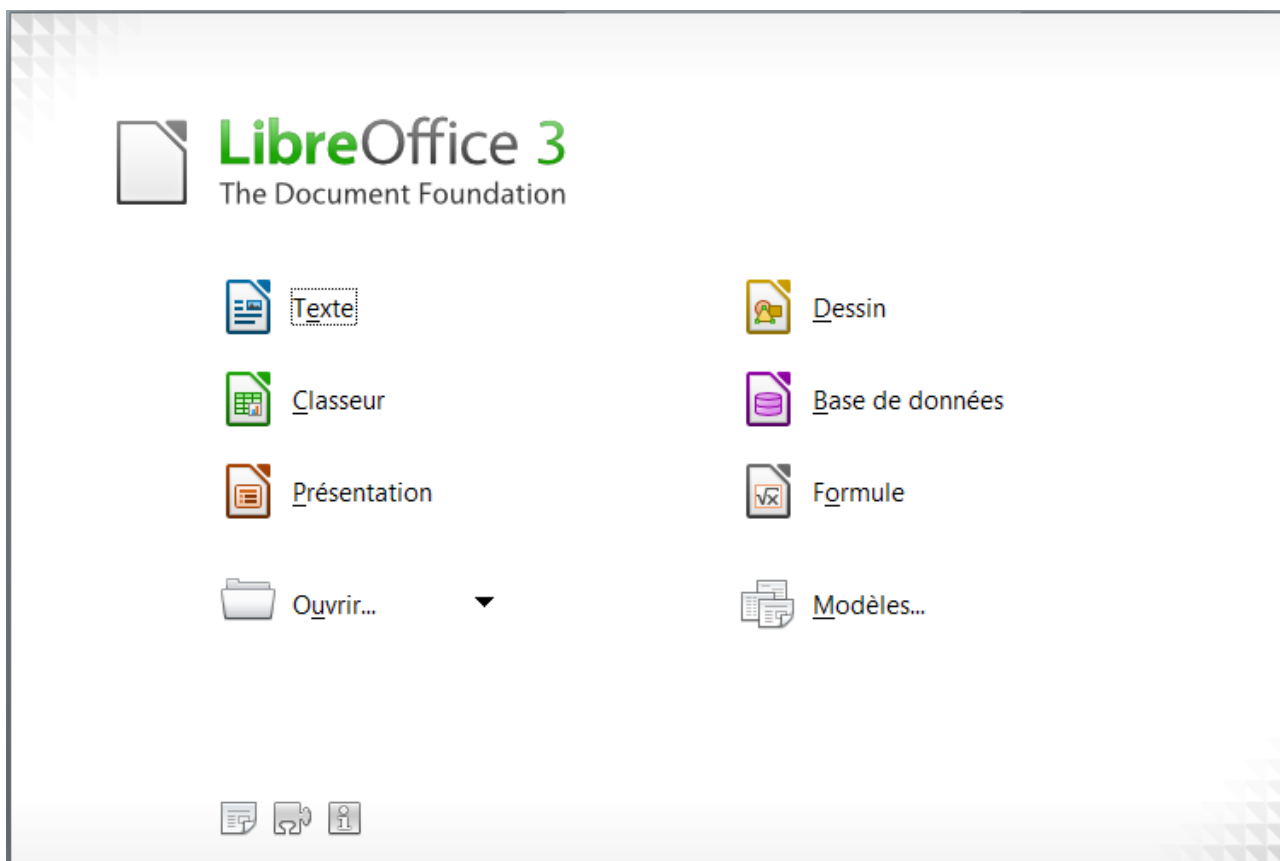 LibreOffice 3
The Document Foundation
Texte
Dessin
Classeur
Base de données
Présentation
Formule
Ouvrir...
Modèles...